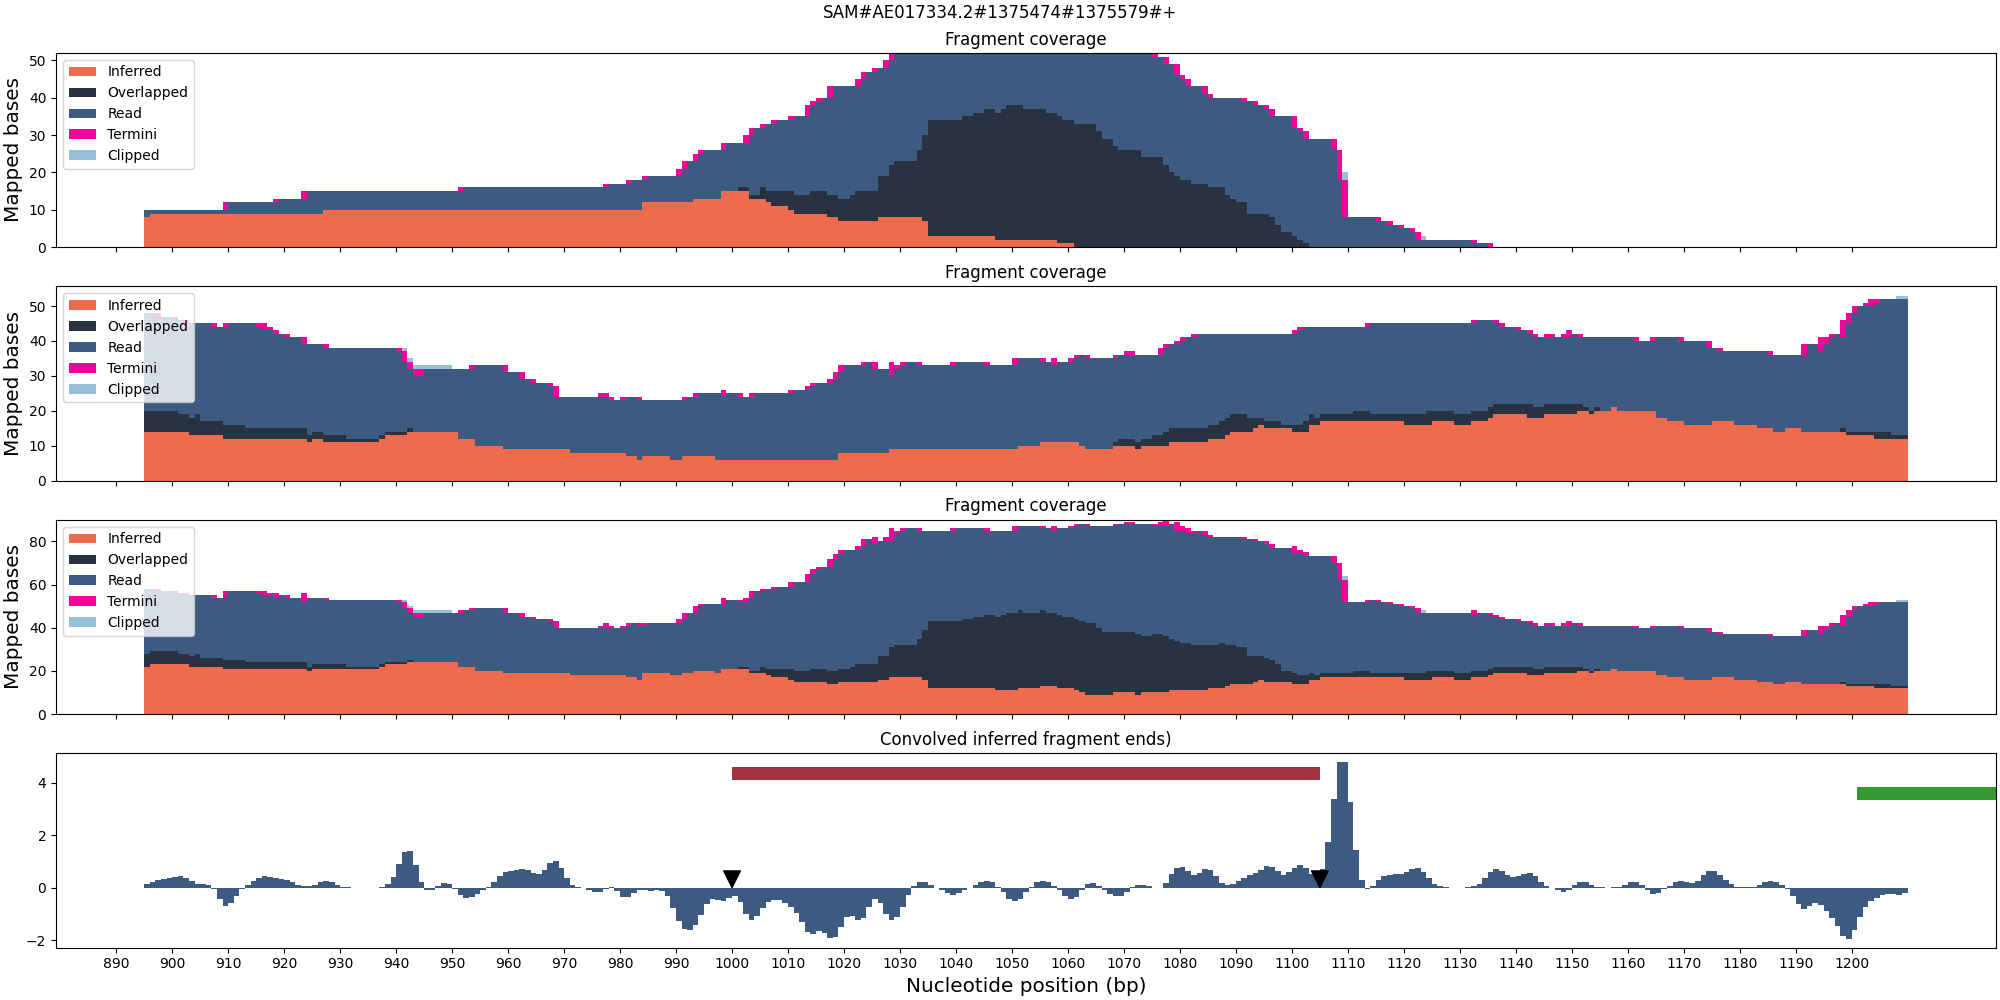 SAM#AE017334.2#1375474#1375579#+
Fragment coverage
50
40
30
20
10
0
Mapped bases
Inferred
Overlapped
Read
Termini
Clipped
Fragment coverage
50
40
30
20
10
0
Mapped bases
Inferred
Overlapped
Read
Termini
Clipped
Fragment coverage
80
60
40
20
0
Mapped bases
Inferred
Overlapped
Read
Termini
Clipped
Convolved inferred fragment ends)
4
2
0
−2
890 900 910 920 930 940 950 960 970 980 990 1000 1010 1020 1030 1040 1050 1060 1070 1080 1090 1100 1110 1120 1130 1140 1150 1160 1170 1180 1190 1200
Nucleotide position (bp)